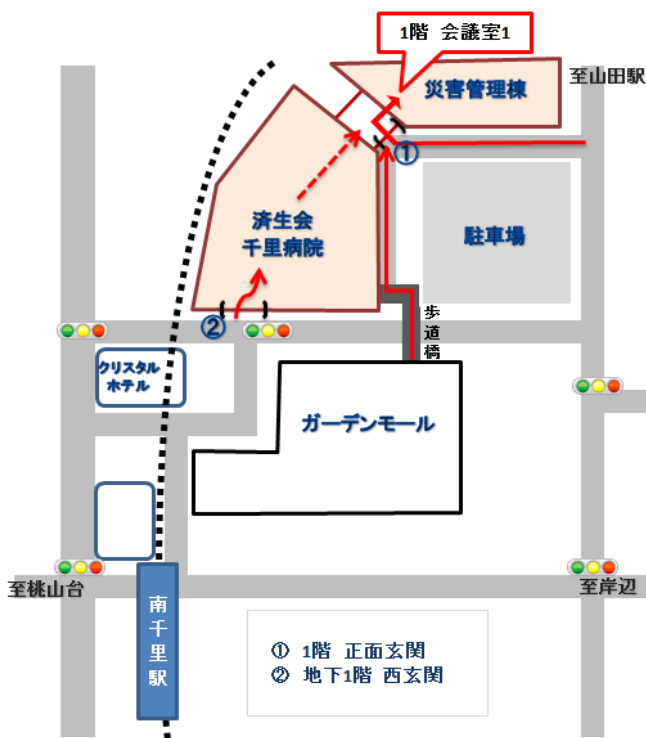 1階 会議室1
災害管理棟
至山田駅
①
済生会
千里病院
駐車場
②
歩道橋
クリスタル
ホテル
ガーデンモール
至桃山台
至岸辺
南千里駅
① 1階 正面玄関
② 地下1階 西玄関